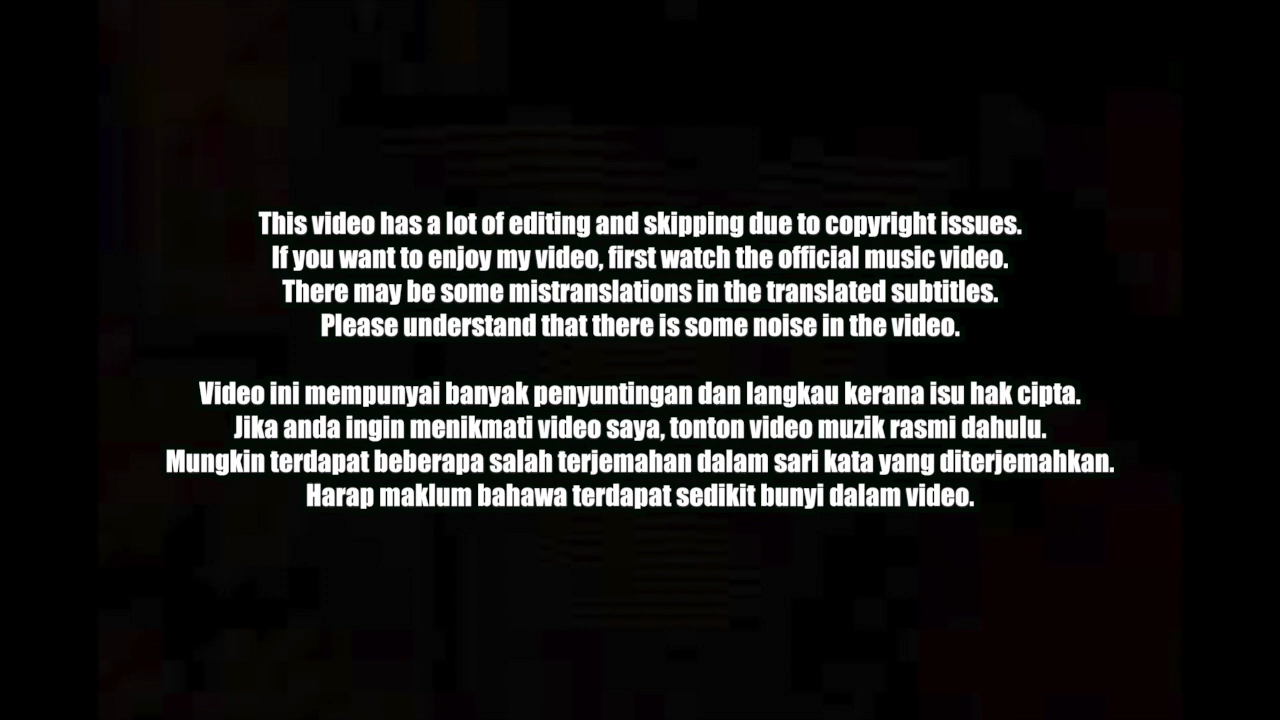 This video has a lot of editing and skipping due to copyright issues.
If you want to enjoy my video, first watch the official music video.
There may be some mistranslations in the translated subtitles.
Please understand that there is some noise in the video.
Video ini mempunyai banyak penyuntingan dan langkau kerana isu hak cipta.
Jika anda ingin menikmati video saya, tonton video muzik rasmi dahulu.
Mungkin terdapat beberapa salah terjemahan dalam sari kata yang diterjemahkan.
Harap maklum bahawa terdapat sedikit bunyi dalam video.